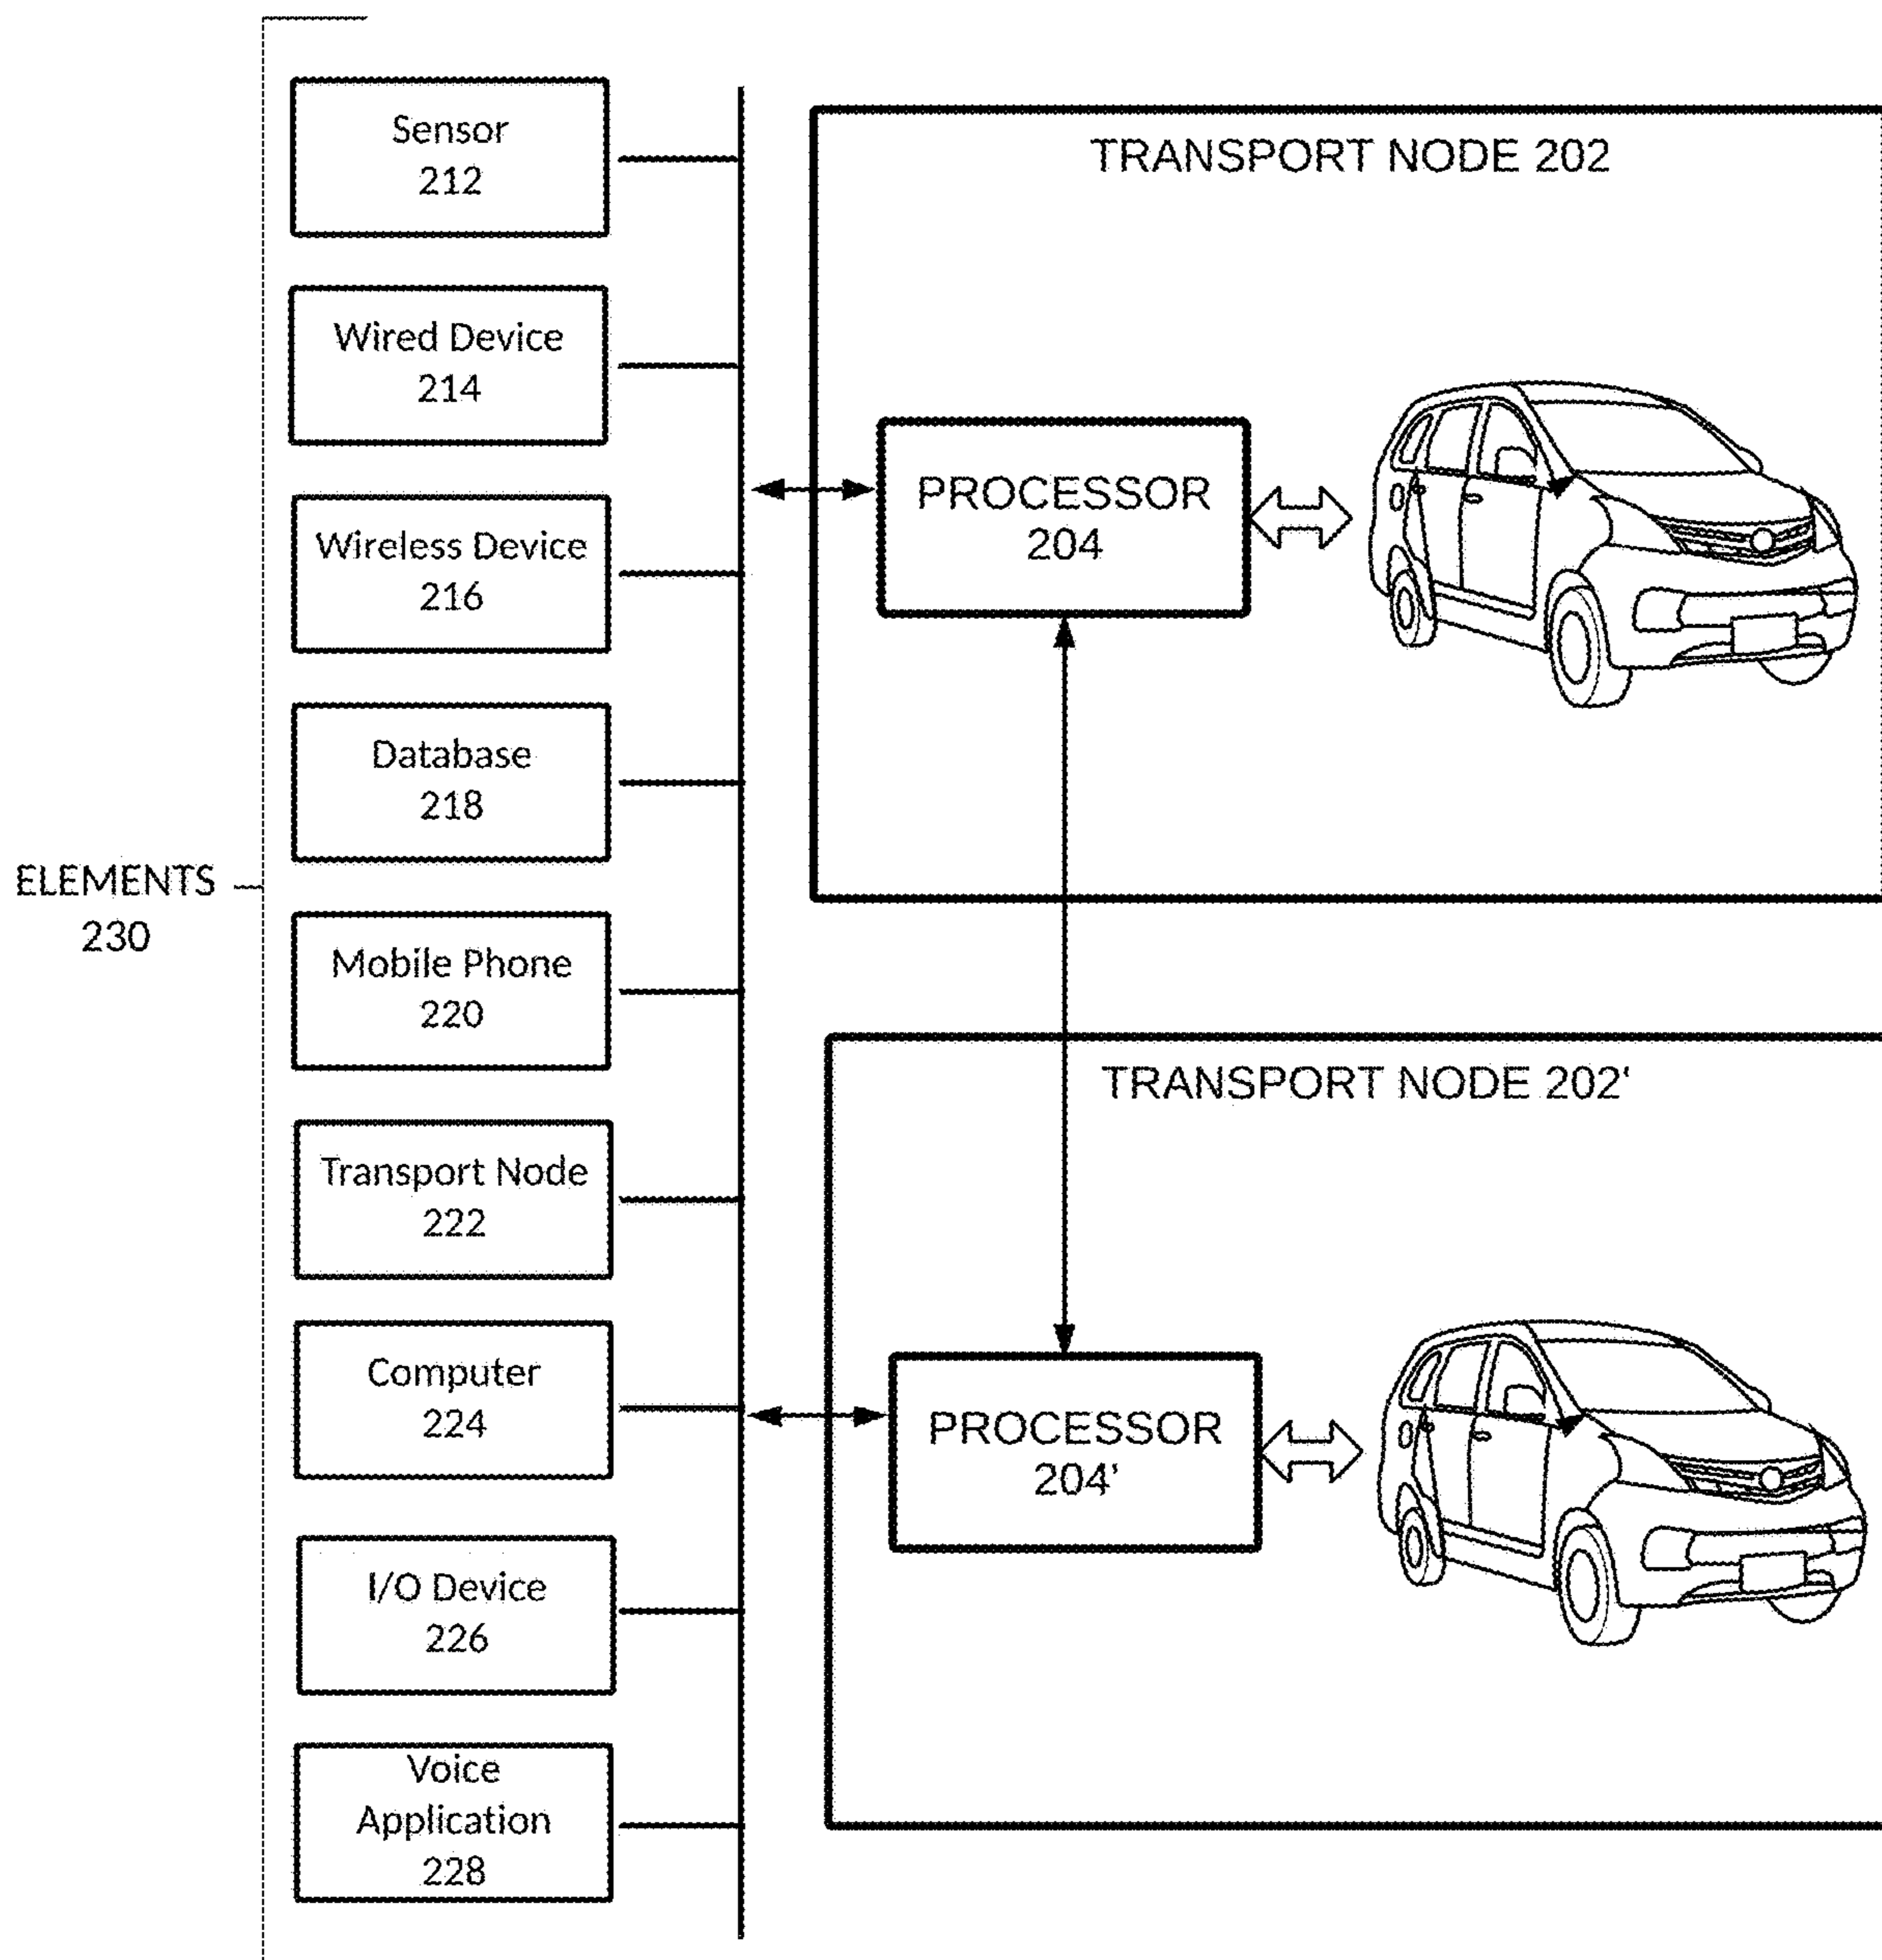 ELEMENTS
230
Sensor
212
Wired Device
214
Wireless Device
216
Database
218
Mobile Phone
220
Transport Node
222
Computer
224
I/O Device
226
Voice
Application
228
TRANSPORT NODE 202
PROCESSOR
204
TRANSPORT NODE 202‘
PROCESSOR
204’